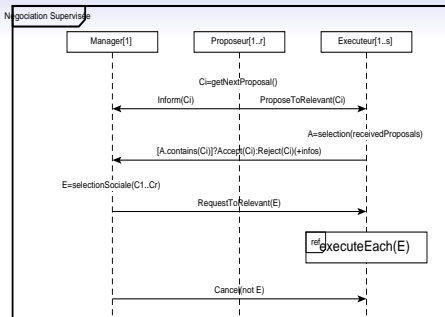 Negociation Supervisée
Manager[1] Proposeur[1..r] Executeur[1..s]
Ci=getNextProposal()
Inform(Ci) ProposeToRelevant(Ci)
A=selection(receivedProposals)
[A.contains(Ci)]?Accept(Ci):Reject(Ci)(+infos)
E=selectionSociale(C1..Cr)
RequestToRelevant(E)
ref executeEach(E)
Cancel(not E)